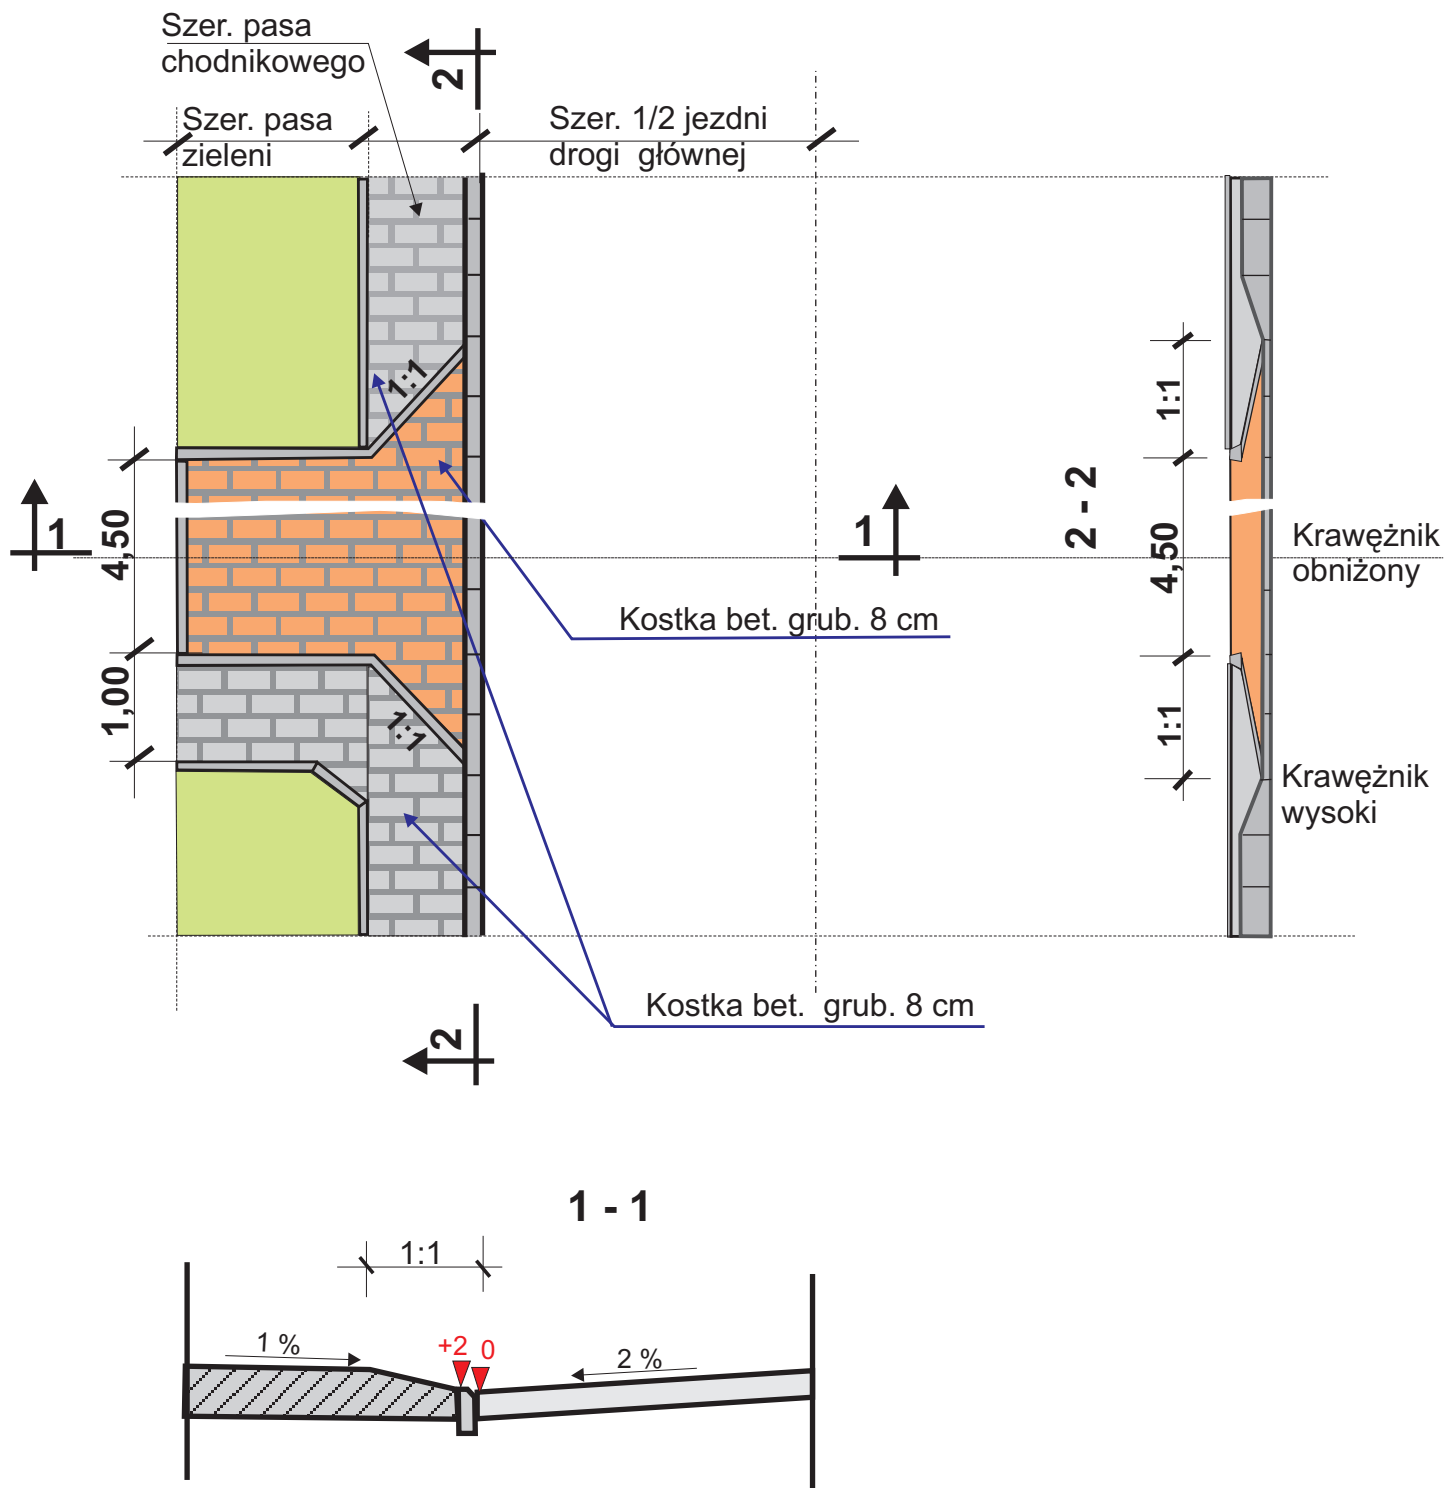 Szer. pasa
chodnikowego
2
Szer. pasa
zieleni
Szer. 1/2 jezdni
drogi głównej
1:1
1:1
4,50
1
1
2 - 2
4,50
Krawężnik
obniżony
Kostka bet. grub. 8 cm
1,00
1:1
1:1
Krawężnik
wysoki
Kostka bet. grub. 8 cm
2
1 - 1
1:1
1 %
+2
0
2 %